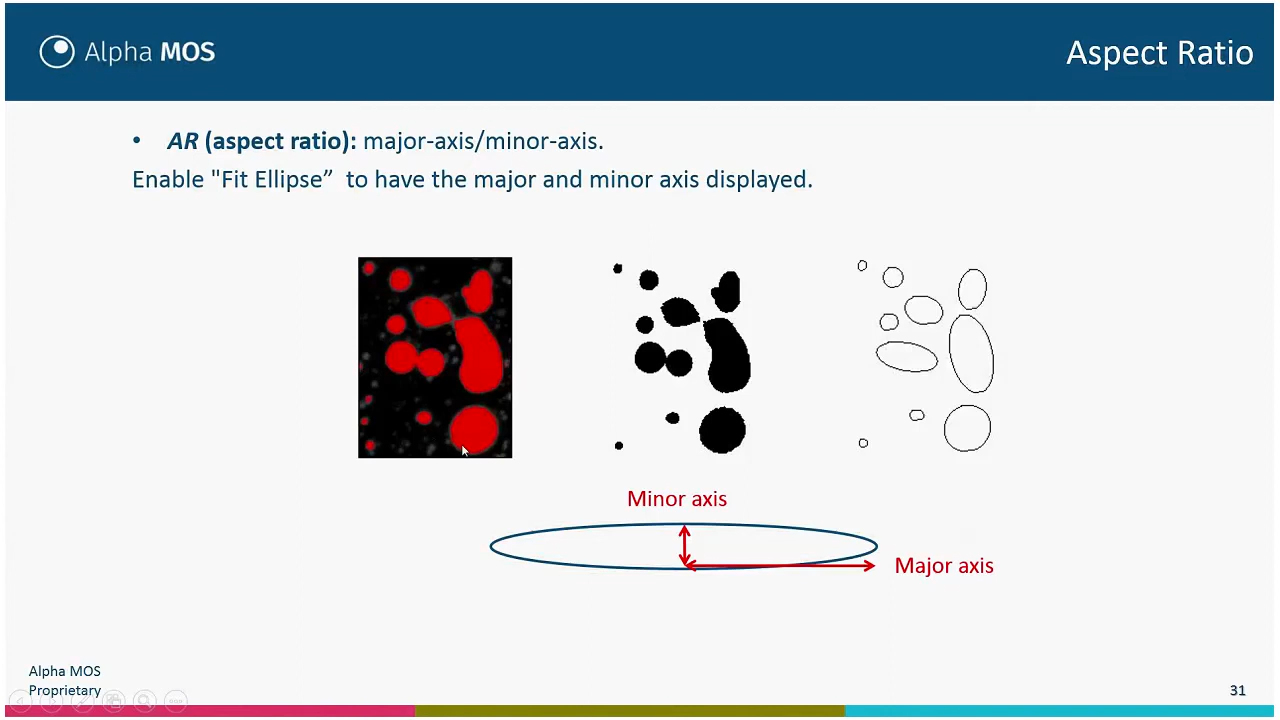 Alpha MOS
Aspect Ratio
• AR (aspect ratio): major-axis/minor-axis.
Enable "Fit Ellipse” to have the major and minor axis displayed.
Minor axis
Major axis
Alpha MOS
Proprietary
31